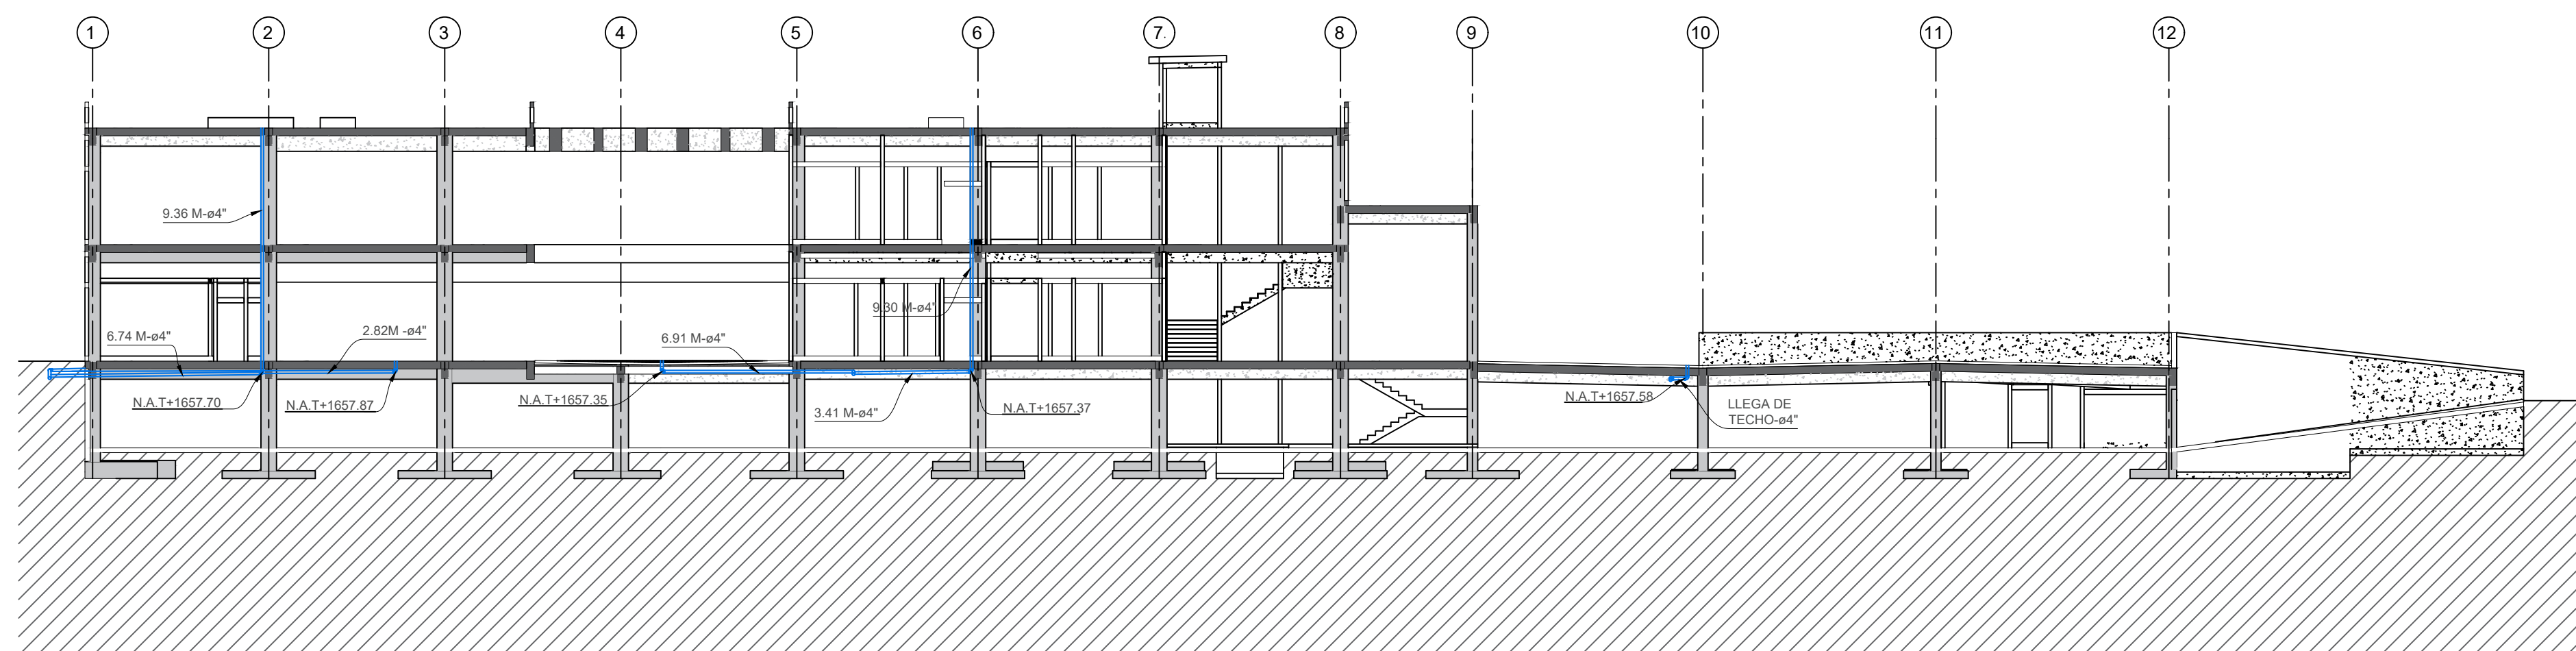 1
2
3
4
5
6
7.
8
9
10
11
12
9.36 M-ø4"
9.30 M-ø4"
6.74 M-ø4"
2.82M -ø4"
6.91 M-ø4"
N.A.T+1657.70
N.A.T+1657.87
N.A.T+1657.35
3.41 M-ø4"
N.A.T+1657.37
N.A.T+1657.58
LLEGA DE
TECHO-ø4"